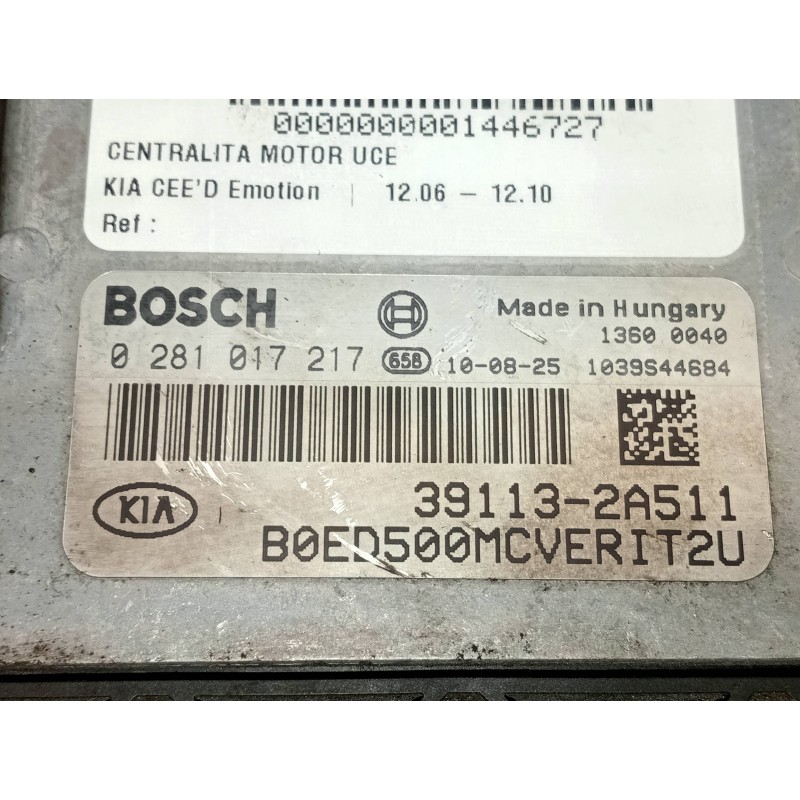 0000000001446727
CENTRALITA MOTOR UCE
KIA CEE'D Emotion | 12.06 – 12.10
Ref :
BOSCH Made in Hungary
1360 0040
0 281 017 217 658 10-08-25 1039S44684
KIA 39113-2A511
B0ED500MCVERIT2U